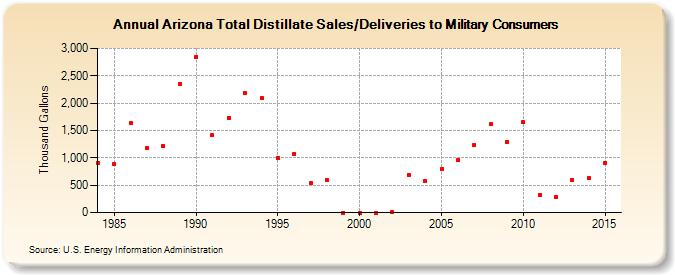 Annual Arizona Total Distillate Sales/Deliveries to Military Consumers
Thousand Gallons
3,000
2,500
2,000
1,500
1,000
500
0
1985 1990 1995 2000 2005 2010 2015
Source: U.S. Energy Information Administration